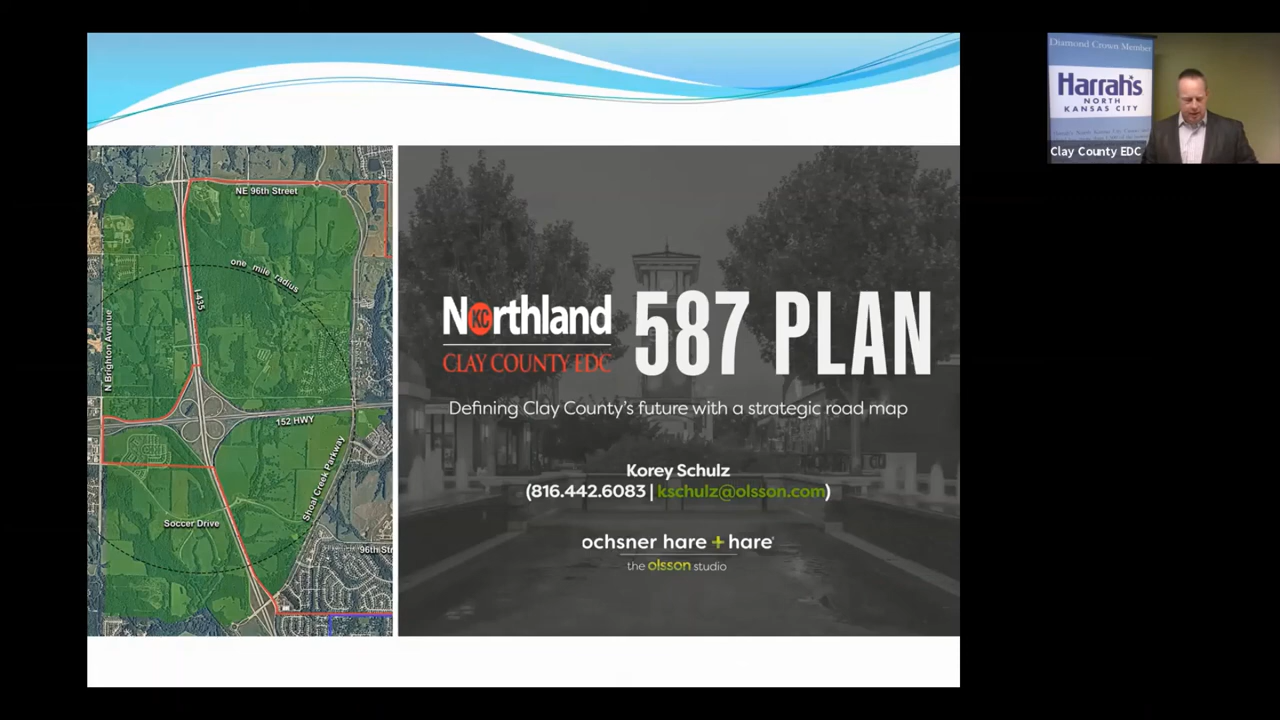 NE 96th Street
one mile radius
I-435
N Brighton Avenue
152 HWY
Shoal Creek Parkway
Soccer Drive
96th Str
Northland
KC
CLAY COUNTY EDC
587 PLAN
Defining Clay County's future with a strategic road map
Korey Schulz
(816.442.6083 | kschulz@olsson.com)
ochsner hare + hare
the olsson studio
Diamond Crown Member
Harrah's
NORTH
KANSAS CITY
Clay County EDC